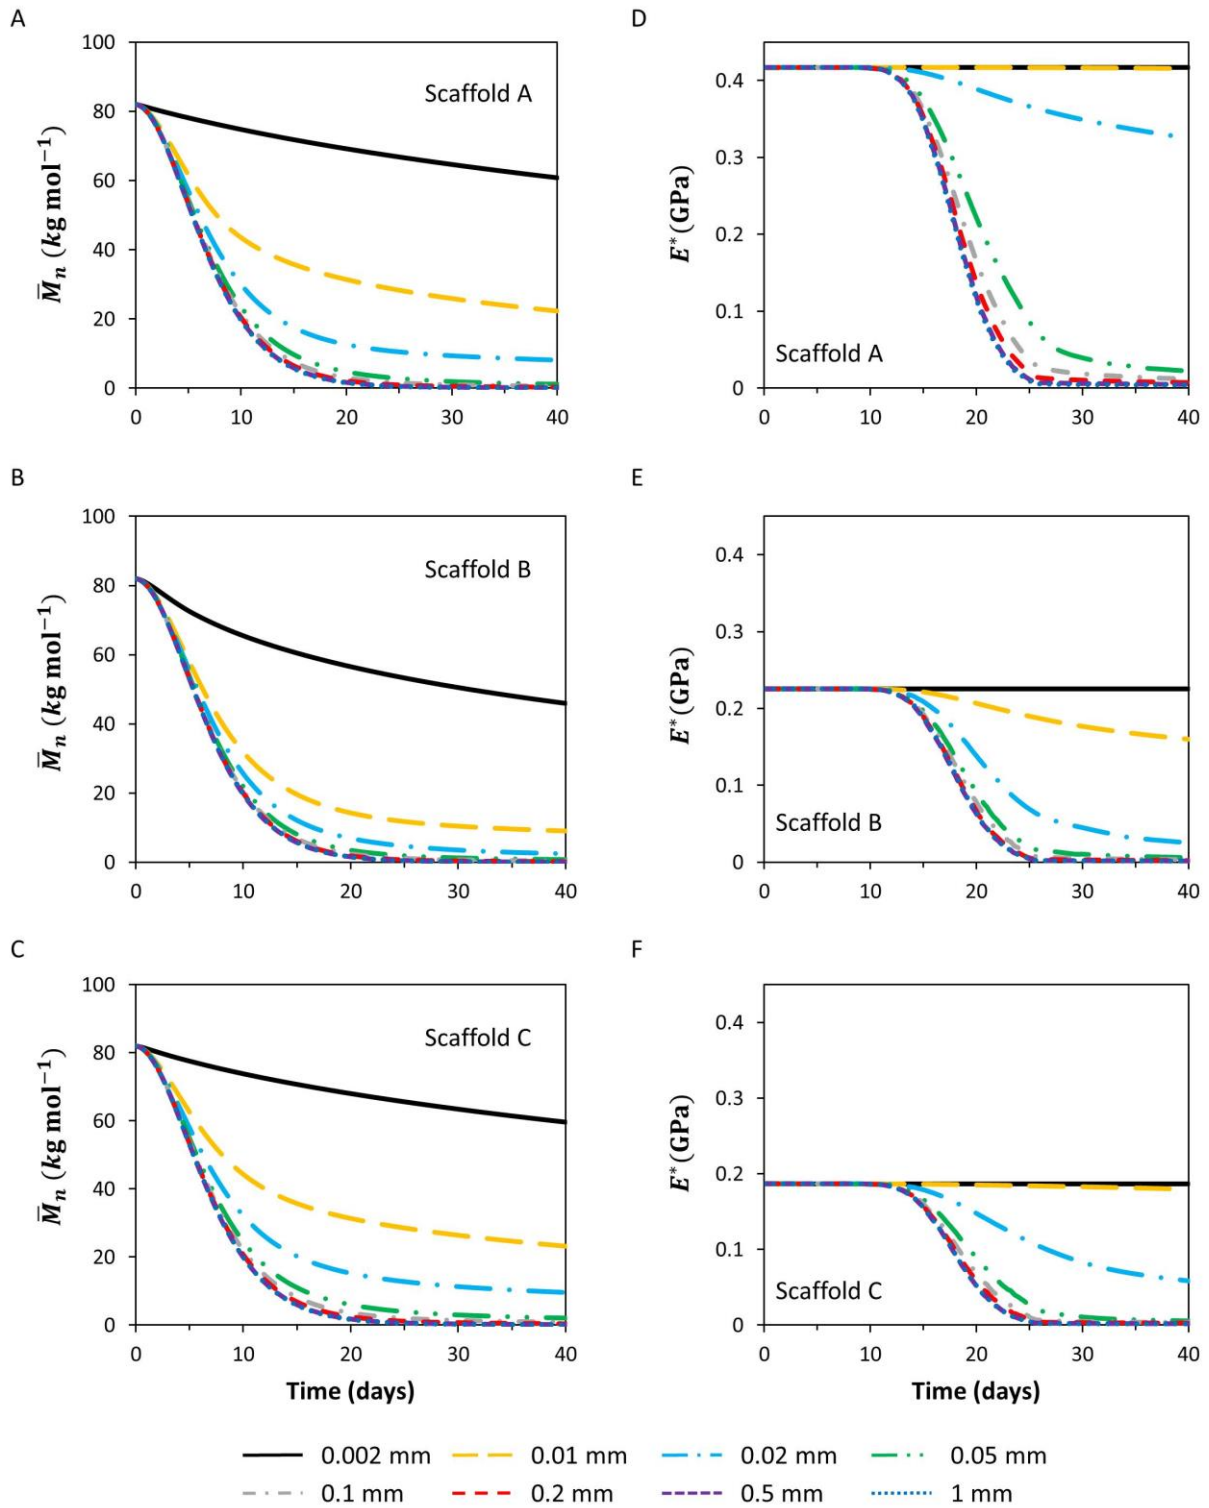 A
100
80
60
40
20
0
0 10 20 30 40
M̄n (kg mol⁻¹)
Scaffold A
D
0.4
0.3
0.2
0.1
0
0 10 20 30 40
E* (GPa)
Scaffold A
B
100
80
60
40
20
0
0 10 20 30 40
M̄n (kg mol⁻¹)
Scaffold B
E
0.4
0.3
0.2
0.1
0
0 10 20 30 40
E* (GPa)
Scaffold B
C
100
80
60
40
20
0
0 10 20 30 40
M̄n (kg mol⁻¹)
Scaffold C
Time (days)
F
0.4
0.3
0.2
0.1
0
0 10 20 30 40
E* (GPa)
Scaffold C
Time (days)
0.002 mm 0.01 mm 0.02 mm 0.05 mm
0.1 mm 0.2 mm 0.5 mm 1 mm